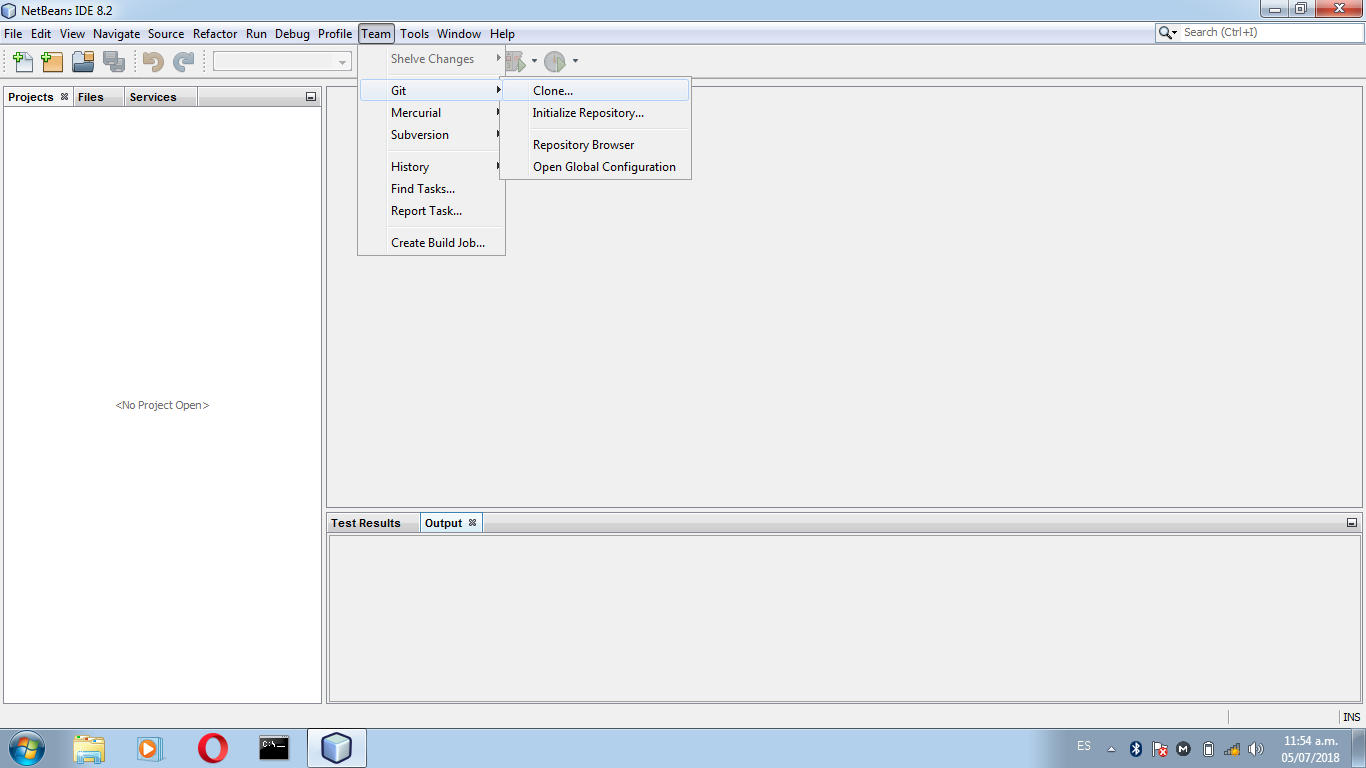 NetBeans IDE 8.2
File Edit View Navigate Source Refactor Run Debug Profile Team Tools Window Help
Search (Ctrl+I)
Shelve Changes
Git
Mercurial
Subversion
History
Find Tasks...
Report Task...
Create Build Job...
Clone...
Initialize Repository...
Repository Browser
Open Global Configuration
Projects Files Services
<No Project Open>
Test Results Output
INS
C:\_
ES
M
11:54 a.m.
05/07/2018